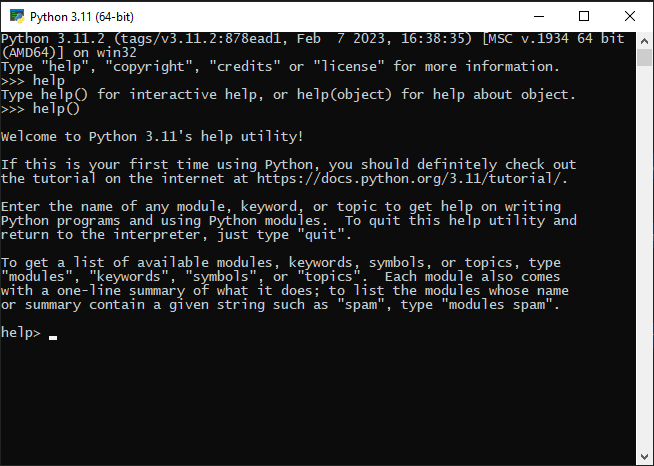 Python 3.11 (64-bit)
Python 3.11.2 (tags/v3.11.2:878ead1, Feb  7 2023, 16:38:35) [MSC v.1934 64 bit
(AMD64)] on win32
Type "help", "copyright", "credits" or "license" for more information.
>>> help
Type help() for interactive help, or help(object) for help about object.
>>> help()
Welcome to Python 3.11's help utility!
If this is your first time using Python, you should definitely check out
the tutorial on the internet at https://docs.python.org/3.11/tutorial/.
Enter the name of any module, keyword, or topic to get help on writing
Python programs and using Python modules.  To quit this help utility and
return to the interpreter, just type "quit".
To get a list of available modules, keywords, symbols, or topics, type
"modules", "keywords", "symbols", or "topics".  Each module also comes
with a one-line summary of what it does; to list the modules whose name
or summary contain a given string such as "spam", type "modules spam".
help>